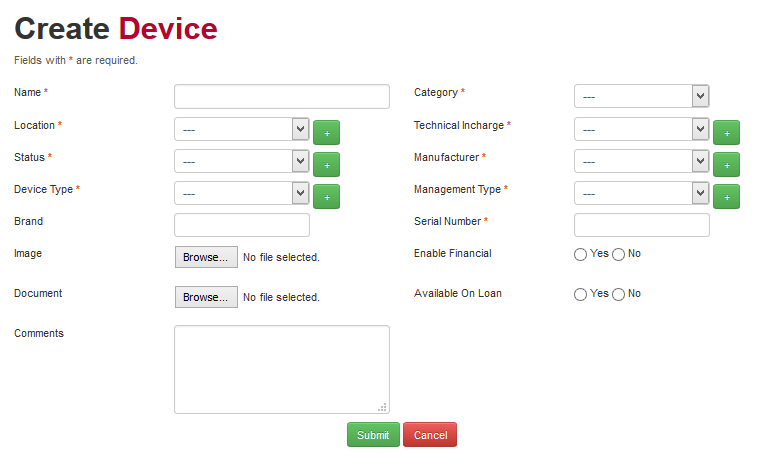 Create Device
Fields with * are required.
Name *
Category *
---
Location *
---
+
Technical Incharge *
---
+
Status *
---
+
Manufacturer *
---
+
Device Type *
---
+
Management Type *
---
+
Brand
Serial Number *
Image
Browse... No file selected.
Enable Financial
Yes No
Document
Browse... No file selected.
Available On Loan
Yes No
Comments
Submit Cancel